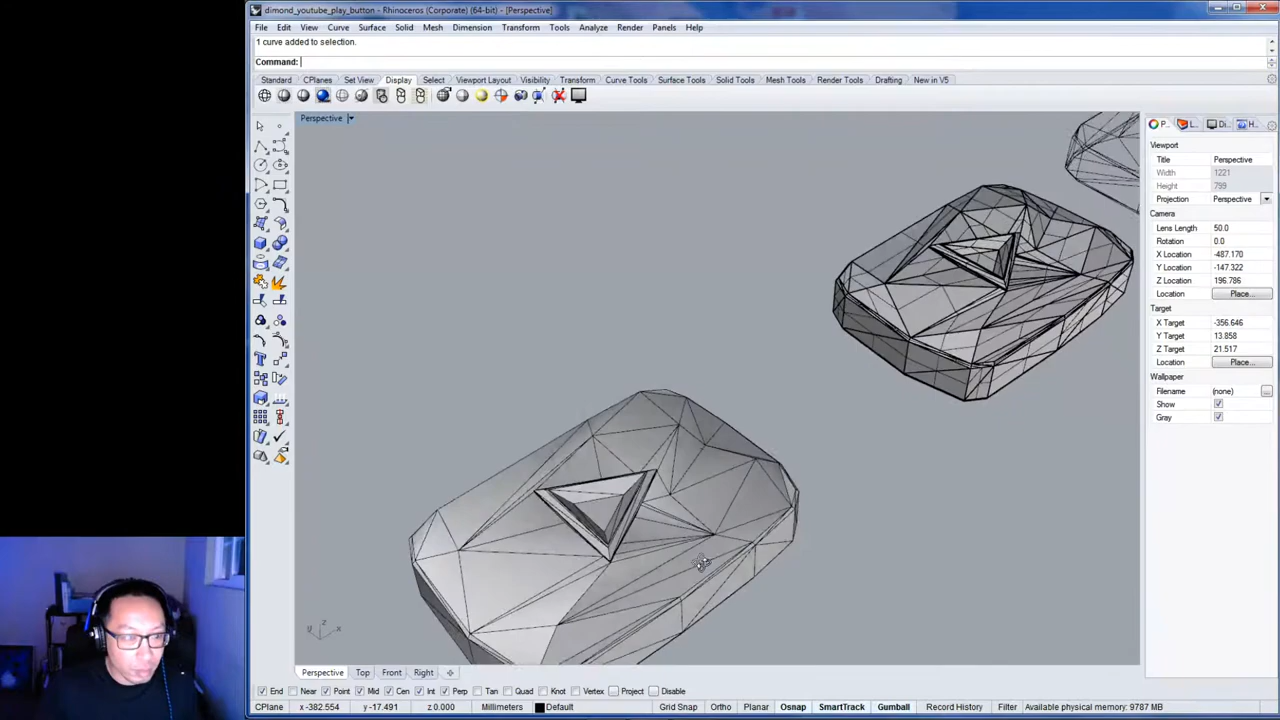 dimond_youtube_play_button - Rhinoceros (Corporate) (64-bit) - [Perspective]
File Edit View Curve Surface Solid Mesh Dimension Transform Tools Analyze Render Panels Help
1 curve added to selection.
Command:
Standard CPlanes Set View Display Select Viewport Layout Visibility Transform Curve Tools Surface Tools Solid Tools Mesh Tools Render Tools Drafting New in V5
Perspective
P... L... Di... H...
Viewport
Title Perspective
Width 1221
Height 799
Projection Perspective
Camera
Lens Length 50.0
Rotation 0.0
X Location -487.170
Y Location -147.322
Z Location 196.786
Location Place...
Target
X Target -356.646
Y Target 13.858
Z Target 21.517
Location Place...
Wallpaper
Filename (none) ...
Show
Gray
z
y x
Perspective Top Front Right
End Near Point Mid Cen Int Perp Tan Quad Knot Vertex Project Disable
CPlane x -382.554 y -17.491 z 0.000 Millimeters Default Grid Snap Ortho Planar Osnap SmartTrack Gumball Record History Filter Available physical memory: 9787 MB